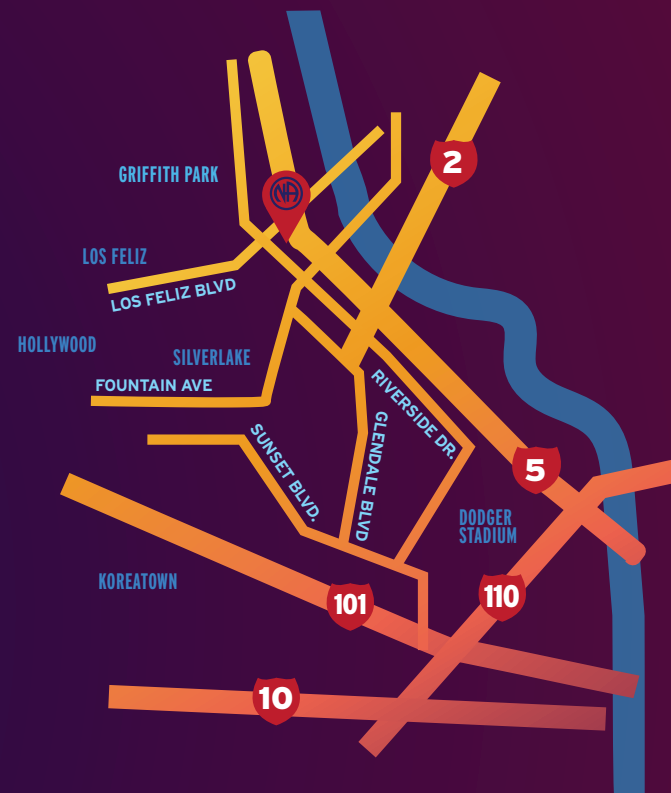 2
GRIFFITH PARK
NA
LOS FELIZ
LOS FELIZ BLVD
HOLLYWOOD
SILVERLAKE
FOUNTAIN AVE
RIVERSIDE DR.
GLENDALE BLVD
SUNSET BLVD.
5
DODGER
STADIUM
KOREATOWN
101
110
10